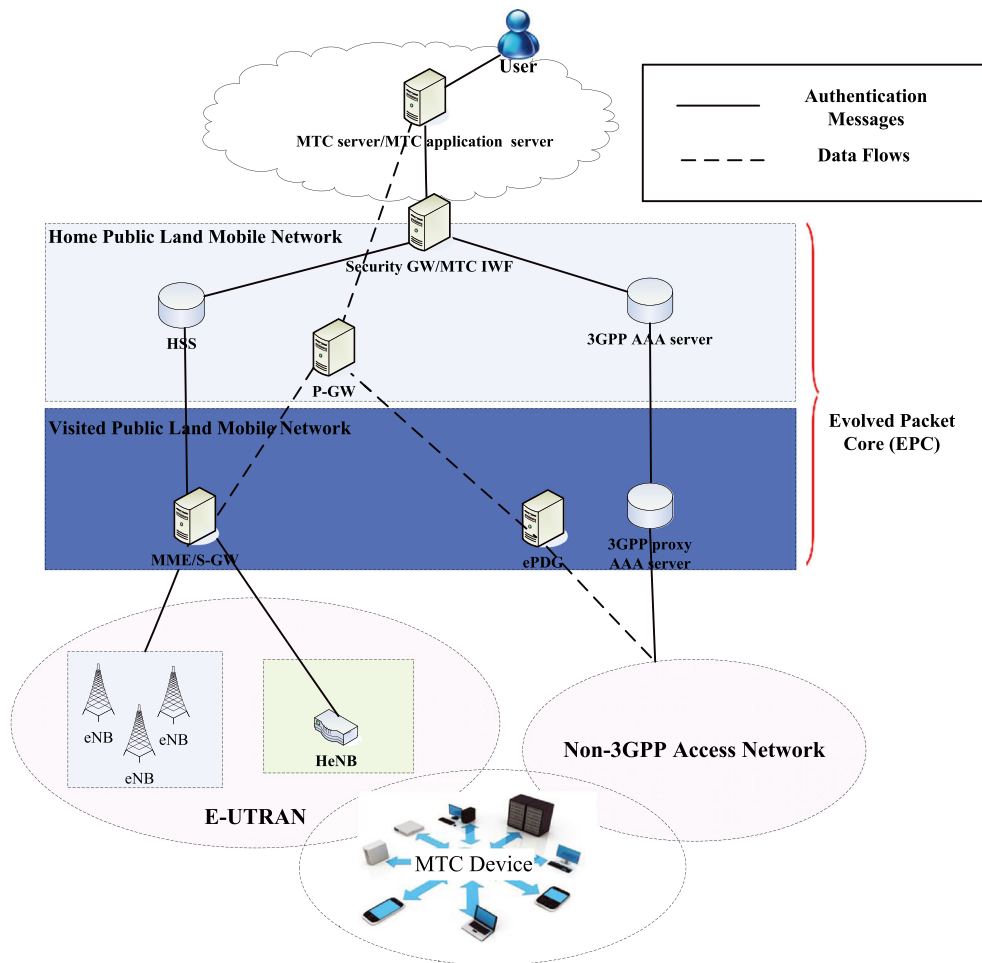 User
MTC server/MTC application server
Authentication
Messages
Data Flows
Home Public Land Mobile Network
Security GW/MTC IWF
HSS
3GPP AAA server
P-GW
Evolved Packet
Core (EPC)
Visited Public Land Mobile Network
MME/S-GW
ePDG
3GPP proxy
AAA server
eNB
eNB
eNB
HeNB
E-UTRAN
Non-3GPP Access Network
MTC Device